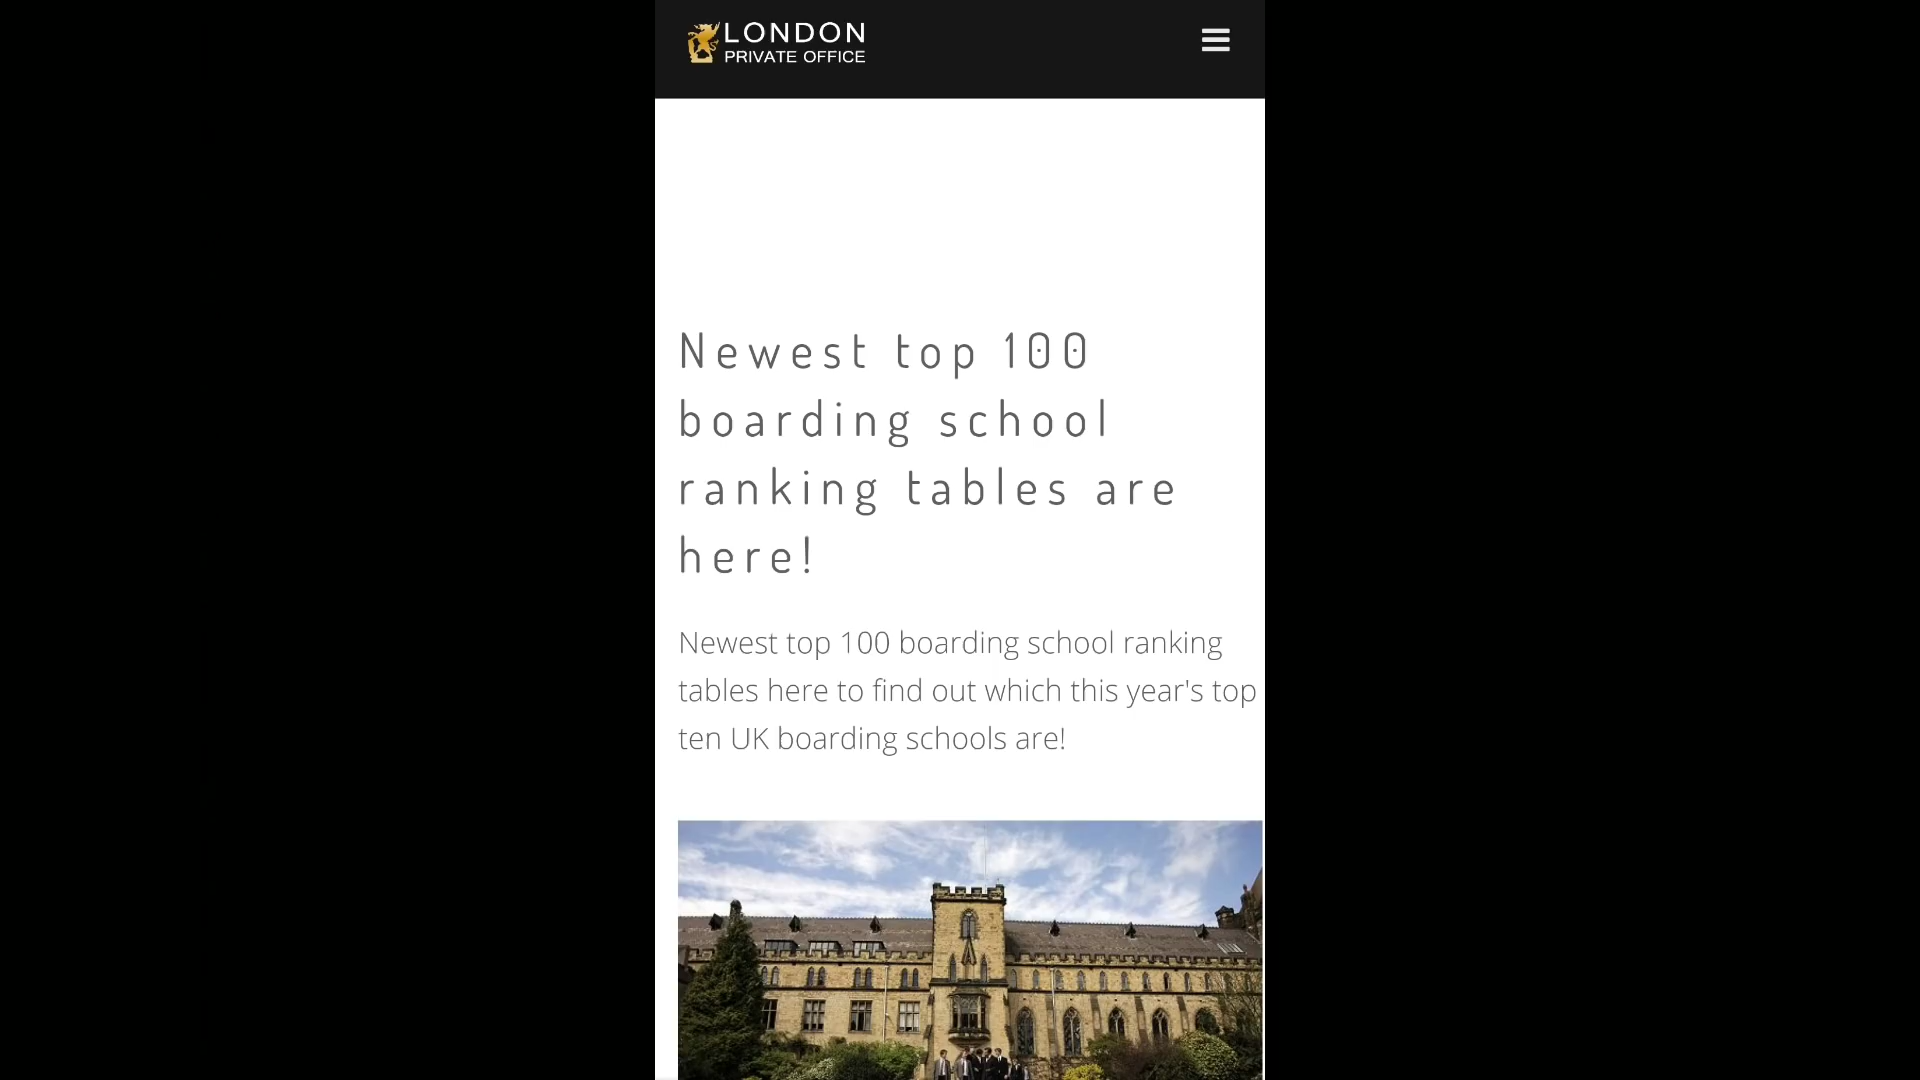 LONDON
PRIVATE OFFICE
Newest top 100
boarding school
ranking tables are
here!
Newest top 100 boarding school ranking
tables here to find out which this year's top
ten UK boarding schools are!